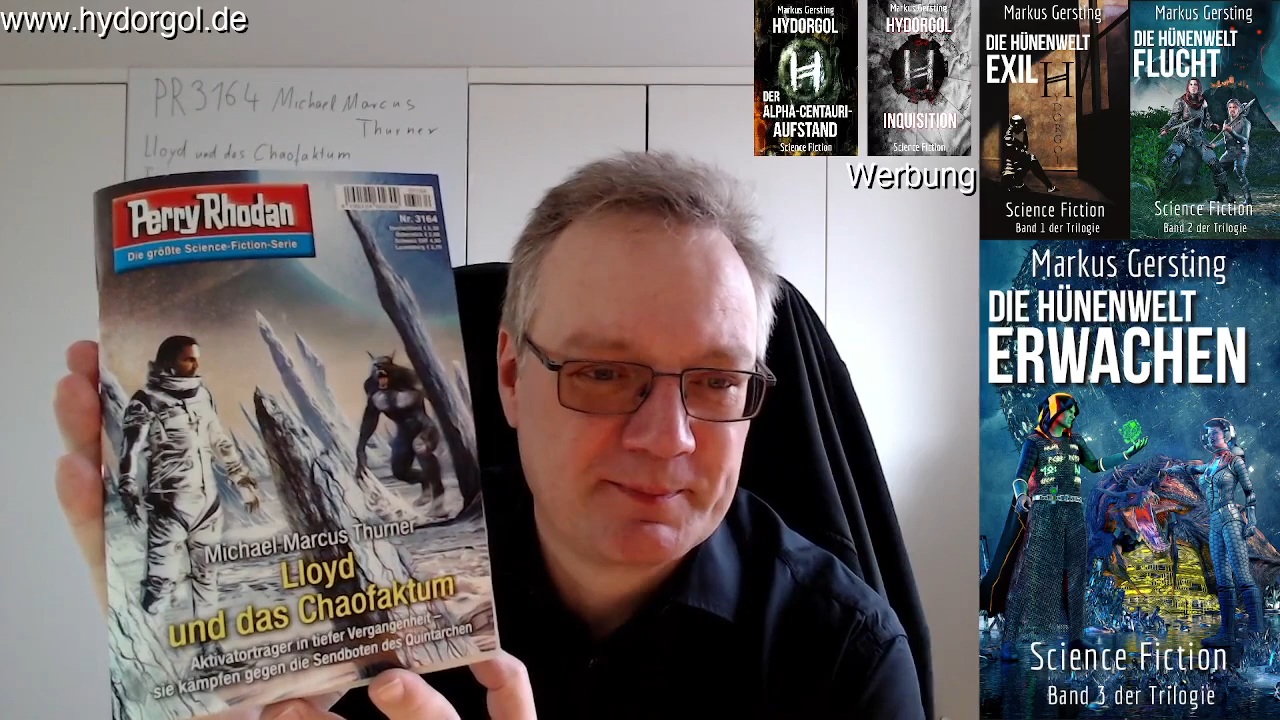 www.hydorgol.de
PR3164 Michael Marcus
Thurner
Lloyd und das Chaofaktum
Perry Rhodan
Die größte Science-Fiction-Serie
Nr. 3164
Michael Marcus Thurner
Lloyd
und das Chaofaktum
Aktivatorträger in tiefer Vergangenheit –
sie kämpfen gegen die Sendboten des Quintarchen
Markus Gersting
HYDORGOL
DER
ALPHA-CENTAURI-
AUFSTAND
Science Fiction
Markus Gersting
HYDORGOL
INQUISITION
Science Fiction
Werbung
Markus Gersting
DIE HÜNENWELT
EXIL
HYDORGOL
Science Fiction
Band 1 der Trilogie
Markus Gersting
DIE HÜNENWELT
FLUCHT
Science Fiction
Band 2 der Trilogie
Markus Gersting
DIE HÜNENWELT
ERWACHEN
Science Fiction
Band 3 der Trilogie